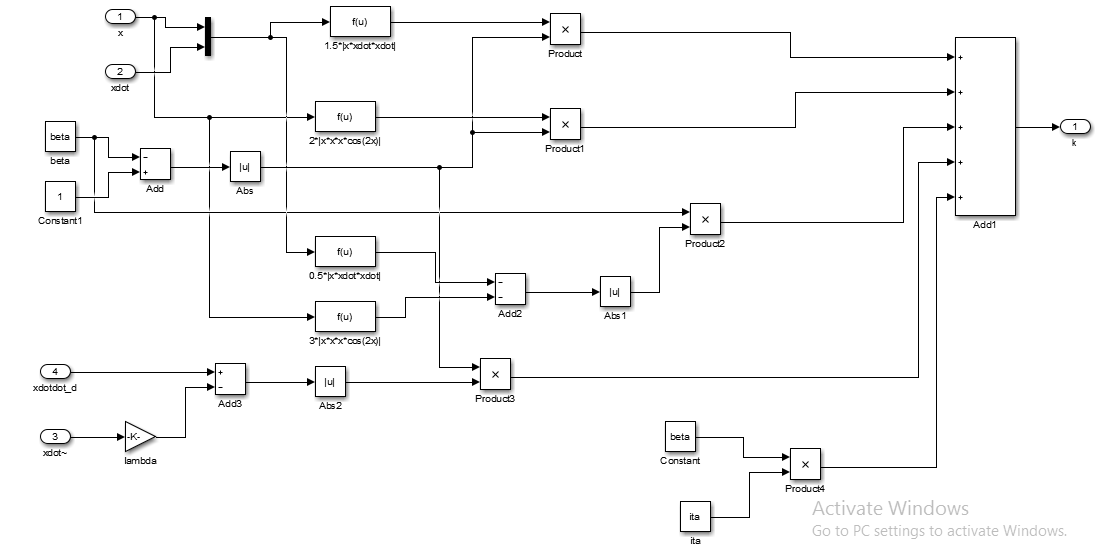 1
x
2
xdot
f(u)
1.5*|x*xdot*xdot|
×
Product
f(u)
2*|x*x*x*cos(2x)|
×
Product1
beta
beta
−
+
Add
|u|
Abs
1
Constant1
+
+
+
+
+
Add1
1
k
×
Product2
f(u)
0.5*|x*xdot*xdot|
−
−
Add2
|u|
Abs1
f(u)
3*|x*x*x*cos(2x)|
4
xdotdot_d
+
−
Add3
|u|
Abs2
×
Product3
3
xdot~
-K-
lambda
beta
Constant
×
Product4
ita
ita
Activate Windows
Go to PC settings to activate Windows.